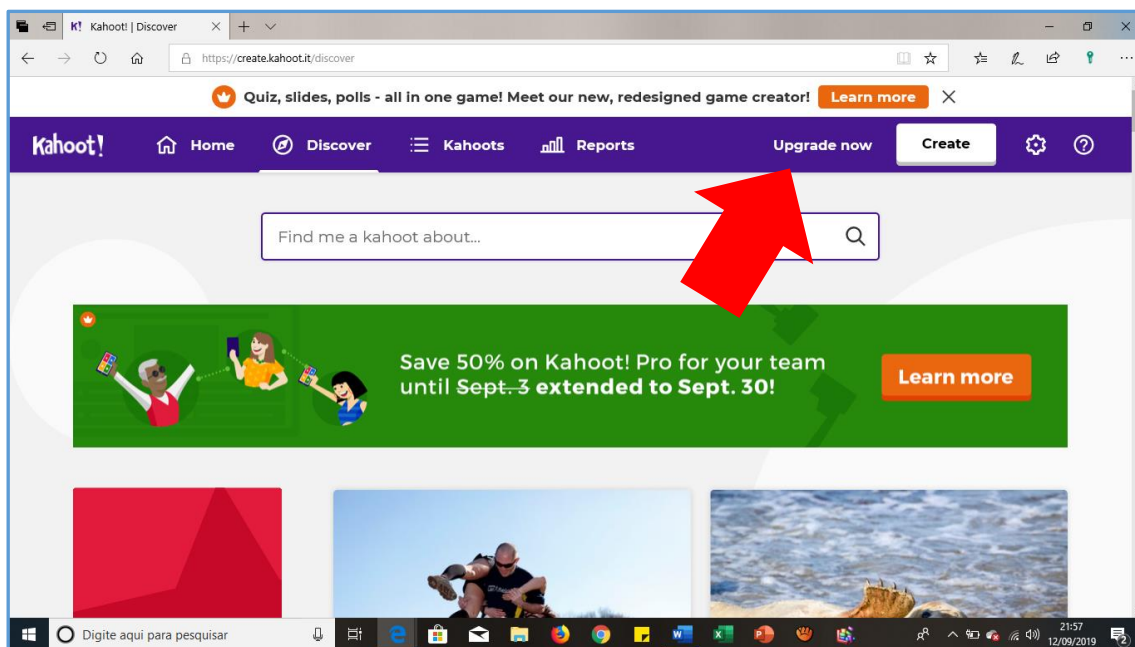 K! Kahoot! | Discover
https://create.kahoot.it/discover
Quiz, slides, polls - all in one game! Meet our new, redesigned game creator! Learn more
Kahoot! Home Discover Kahoots Reports Upgrade now Create
Find me a kahoot about...
Save 50% on Kahoot! Pro for your team
until Sept. 3 extended to Sept. 30!
Learn more
Digite aqui para pesquisar
21:57
12/09/2019
2